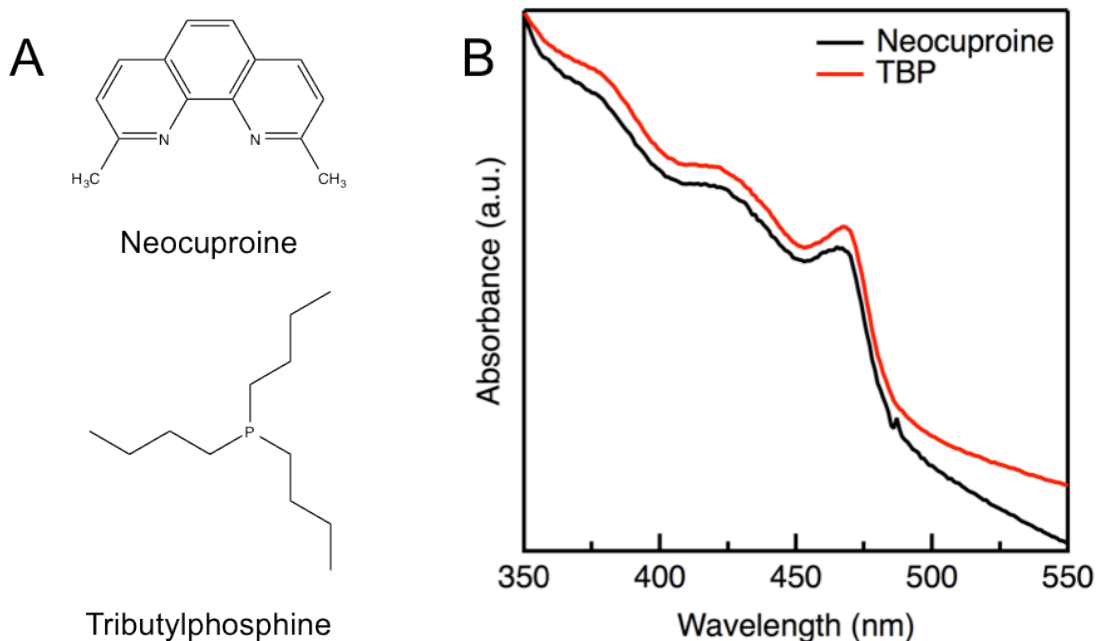 A
N
N
H₃C
CH₃
Neocuproine
P
Tributylphosphine
B
Neocuproine
TBP
Absorbance (a.u.)
350
400
450
500
550
Wavelength (nm)